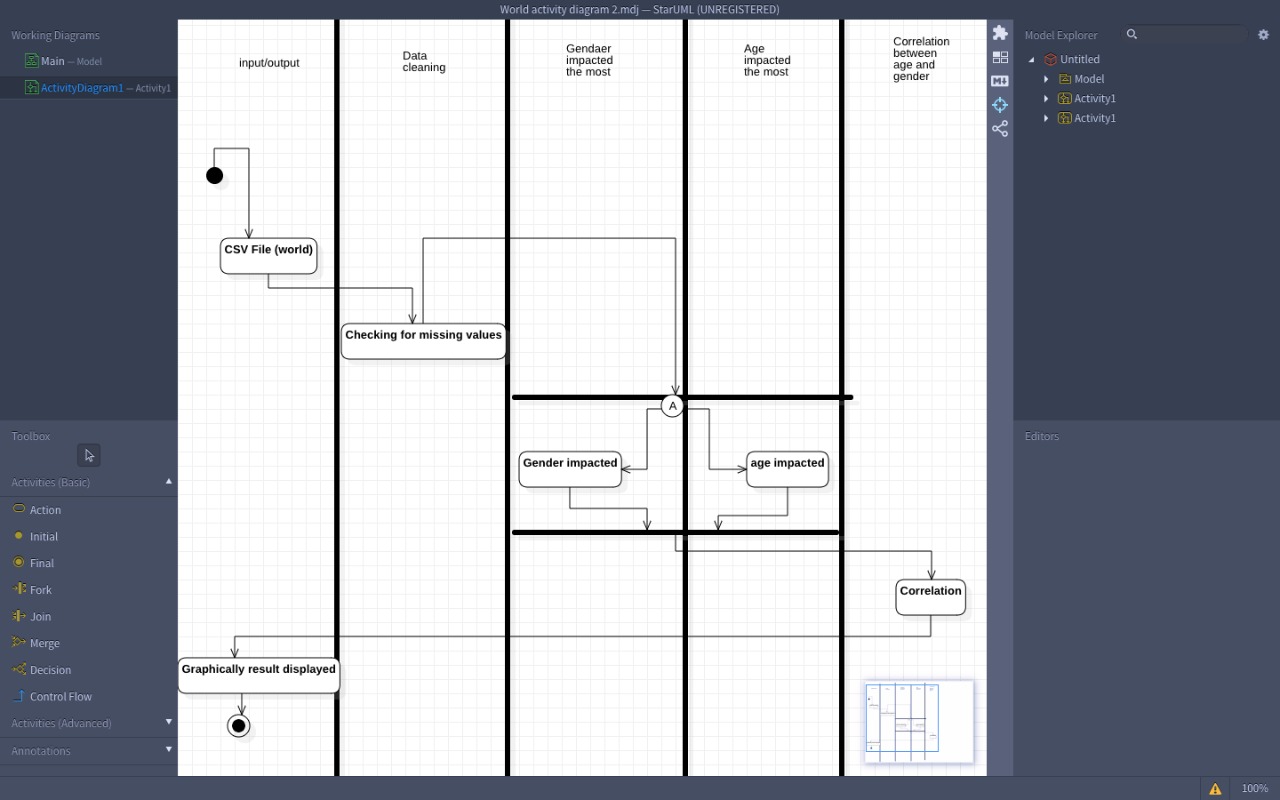 World activity diagram 2.mdj — StarUML (UNREGISTERED)
Working Diagrams
Main — Model
ActivityDiagram1 — Activity1
Toolbox
Activities (Basic)
Action
Initial
Final
Fork
Join
Merge
Decision
Control Flow
Activities (Advanced)
Annotations
input/output
Data
cleaning
Gendaer
impacted
the most
Age
impacted
the most
Correlation
between
age and
gender
CSV File (world)
Checking for missing values
A
Gender impacted
age impacted
Correlation
Graphically result displayed
M
Model Explorer
Untitled
Model
Activity1
Activity1
Editors
100%